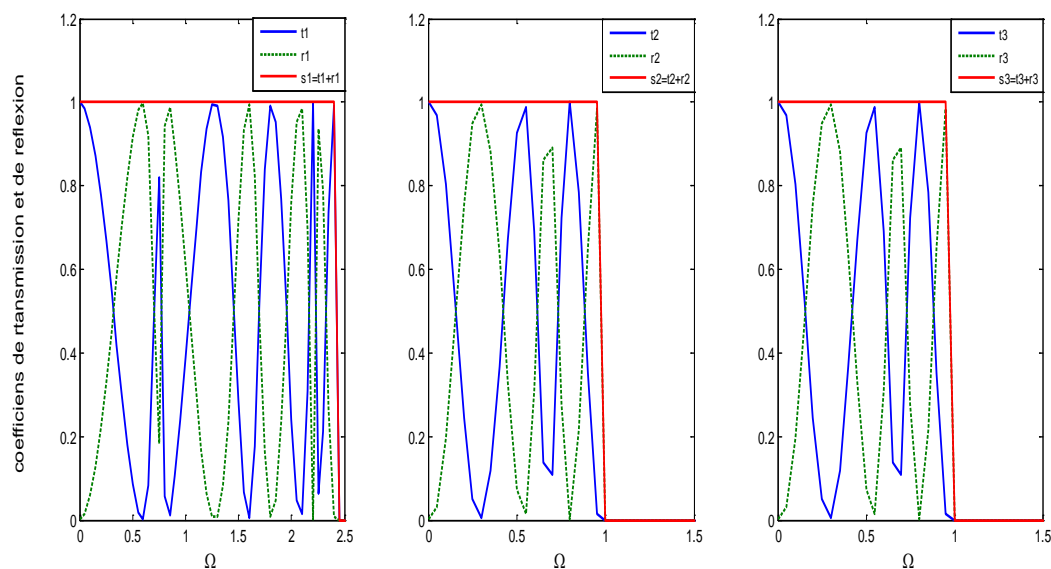 coefficiens de rtansmission et de reflexion
1.2
1
0.8
0.6
0.4
0.2
0
0 0.5 1 1.5 2 2.5
Ω
t1
r1
s1=t1+r1
1.2
1
0.8
0.6
0.4
0.2
0
0 0.5 1 1.5
Ω
t2
r2
s2=t2+r2
1.2
1
0.8
0.6
0.4
0.2
0
0 0.5 1 1.5
Ω
t3
r3
s3=t3+r3